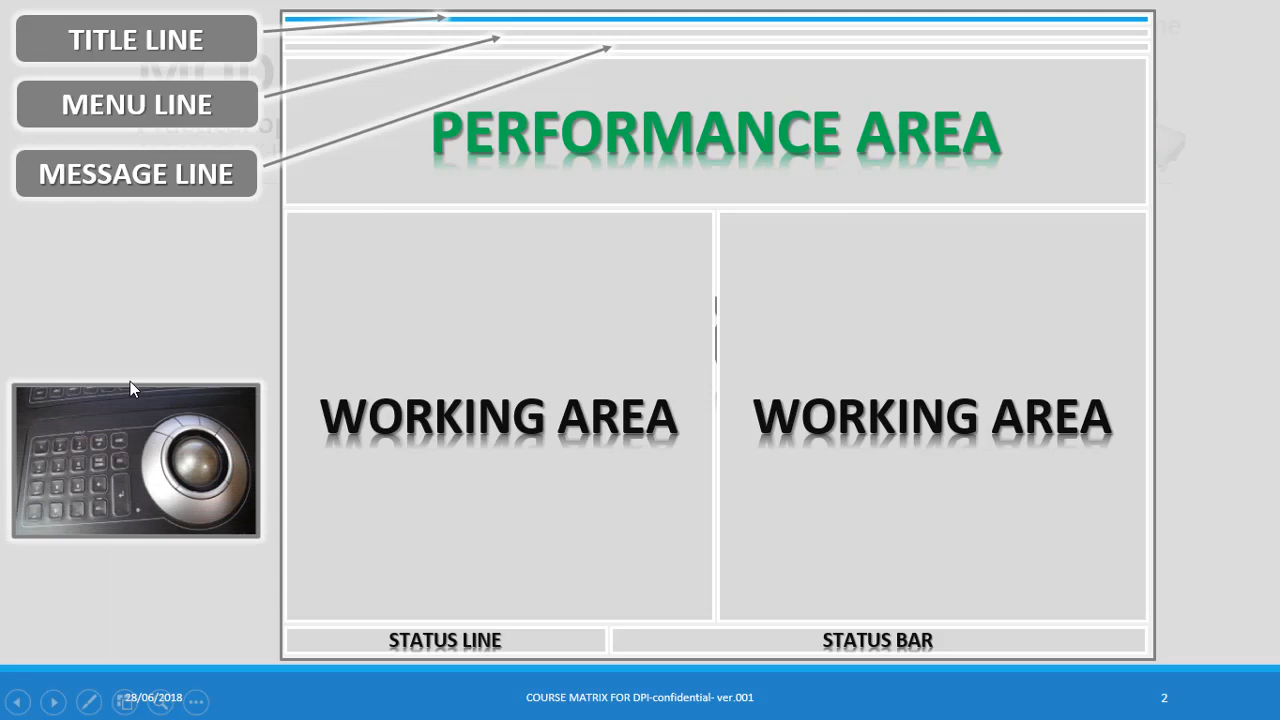 TITLE LINE
MENU LINE
MESSAGE LINE
PERFORMANCE AREA
WORKING AREA
WORKING AREA
STATUS LINE
STATUS BAR
28/06/2018
COURSE MATRIX FOR DPI-confidential- ver.001
2